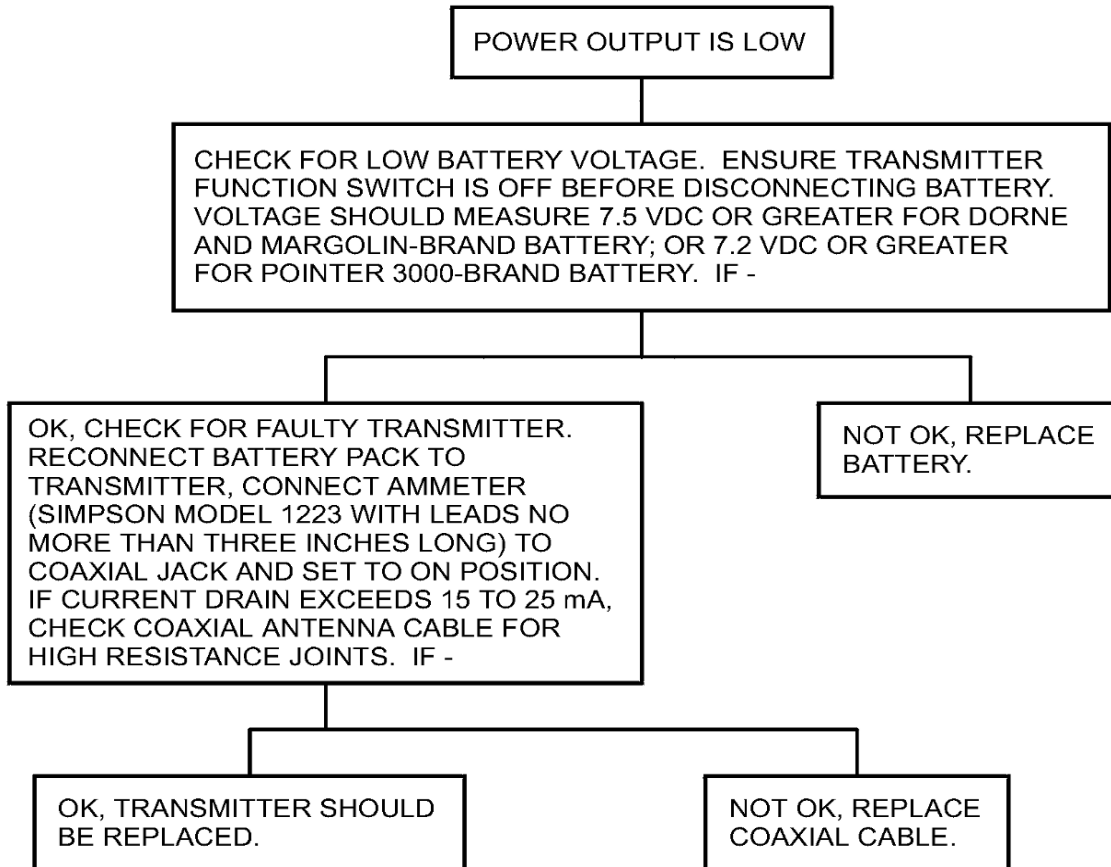 POWER OUTPUT IS LOW
CHECK FOR LOW BATTERY VOLTAGE.  ENSURE TRANSMITTER
FUNCTION SWITCH IS OFF BEFORE DISCONNECTING BATTERY.
VOLTAGE SHOULD MEASURE 7.5 VDC OR GREATER FOR DORNE
AND MARGOLIN-BRAND BATTERY; OR 7.2 VDC OR GREATER
FOR POINTER 3000-BRAND BATTERY.  IF -
OK, CHECK FOR FAULTY TRANSMITTER.
RECONNECT BATTERY PACK TO
TRANSMITTER, CONNECT AMMETER
(SIMPSON MODEL 1223 WITH LEADS NO
MORE THAN THREE INCHES LONG) TO
COAXIAL JACK AND SET TO ON POSITION.
IF CURRENT DRAIN EXCEEDS 15 TO 25 mA,
CHECK COAXIAL ANTENNA CABLE FOR
HIGH RESISTANCE JOINTS.  IF -
NOT OK, REPLACE
BATTERY.
OK, TRANSMITTER SHOULD
BE REPLACED.
NOT OK, REPLACE
COAXIAL CABLE.